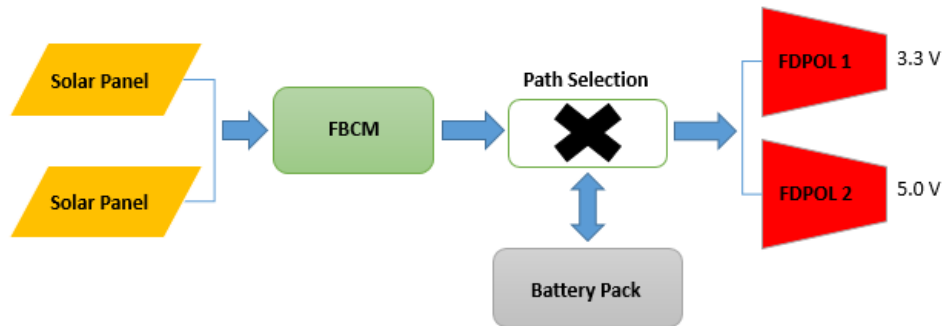 Solar Panel
Solar Panel
FBCM
Path Selection
Battery Pack
FDPOL 1
3.3 V
FDPOL 2
5.0 V